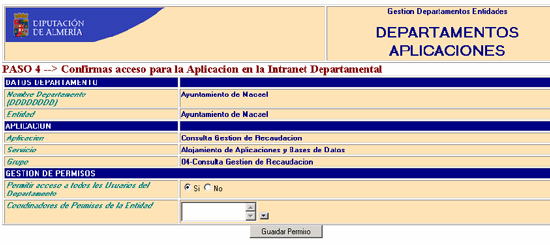 DIPUTACIÓN
DE ALMERÍA
Gestion Departamentos Entidades
DEPARTAMENTOS
APLICACIONES
PASO 4 --> Confirmas acceso para la Aplicacion en la Intranet Departamental
DATOS DEPARTAMENTO
Nombre Departamento
(DDDDDDDD)
Ayuntamiento de Macael
Entidad
Ayuntamiento de Macael
APLICACION
Aplicacion
Consulta Gestion de Recaudacion
Servicio
Alojamiento de Aplicaciones y Bases de Datos
Grupo
04-Consulta Gestion de Recaudacion
GESTION DE PERMISOS
Permitir acceso a todos los Usuarios del
Departamento
Si No
Coordinadores de Permisos de la Entidad
Guardar Permiso